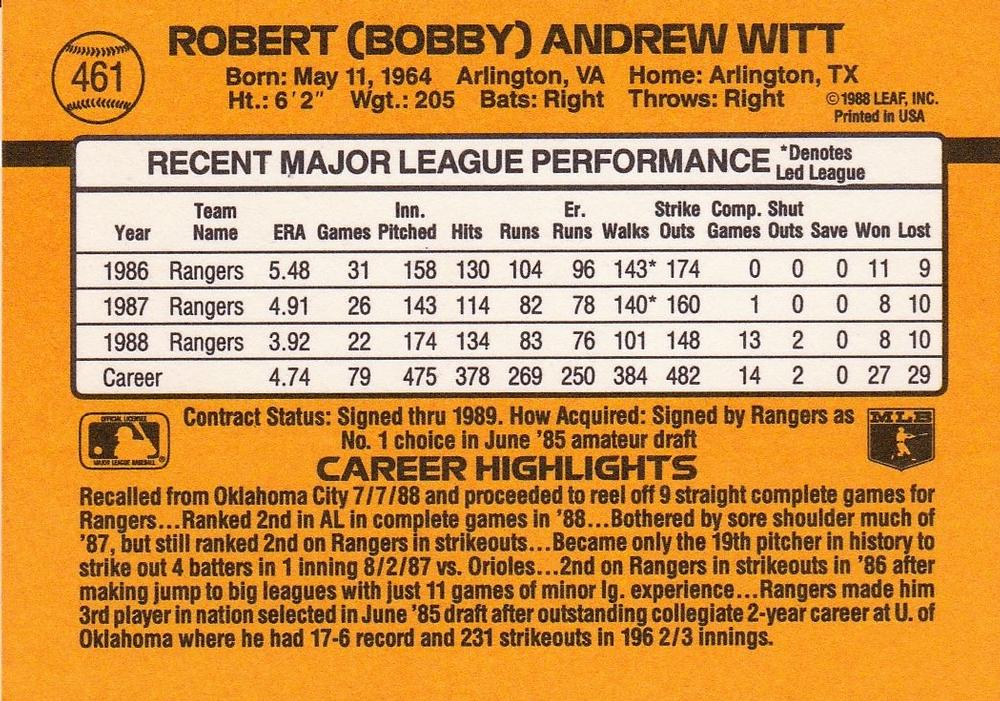 ROBERT (BOBBY) ANDREW WITT
461
Born: May 11, 1964 Arlington, VA Home: Arlington, TX
Ht.: 6'2" Wgt.: 205 Bats: Right Throws: Right
©1988 LEAF, INC.
Printed in USA
RECENT MAJOR LEAGUE PERFORMANCE *Denotes Led League
Year Team Name ERA Games Inn. Pitched Hits Runs Er. Runs Walks Strike Outs Comp. Games Shut Outs Save Won Lost
1986 Rangers 5.48 31 158 130 104 96 143* 174 0 0 0 11 9
1987 Rangers 4.91 26 143 114 82 78 140* 160 1 0 0 8 10
1988 Rangers 3.92 22 174 134 83 76 101 148 13 2 0 8 10
Career 4.74 79 475 378 269 250 384 482 14 2 0 27 29
OFFICIAL LICENSEE
MAJOR LEAGUE BASEBALL®
Contract Status: Signed thru 1989. How Acquired: Signed by Rangers as
No. 1 choice in June '85 amateur draft
MLB
CAREER HIGHLIGHTS
Recalled from Oklahoma City 7/7/88 and proceeded to reel off 9 straight complete games for
Rangers...Ranked 2nd in AL in complete games in '88...Bothered by sore shoulder much of
'87, but still ranked 2nd on Rangers in strikeouts...Became only the 19th pitcher in history to
strike out 4 batters in 1 inning 8/2/87 vs. Orioles...2nd on Rangers in strikeouts in '86 after
making jump to big leagues with just 11 games of minor lg. experience...Rangers made him
3rd player in nation selected in June '85 draft after outstanding collegiate 2-year career at U. of
Oklahoma where he had 17-6 record and 231 strikeouts in 196 2/3 innings.